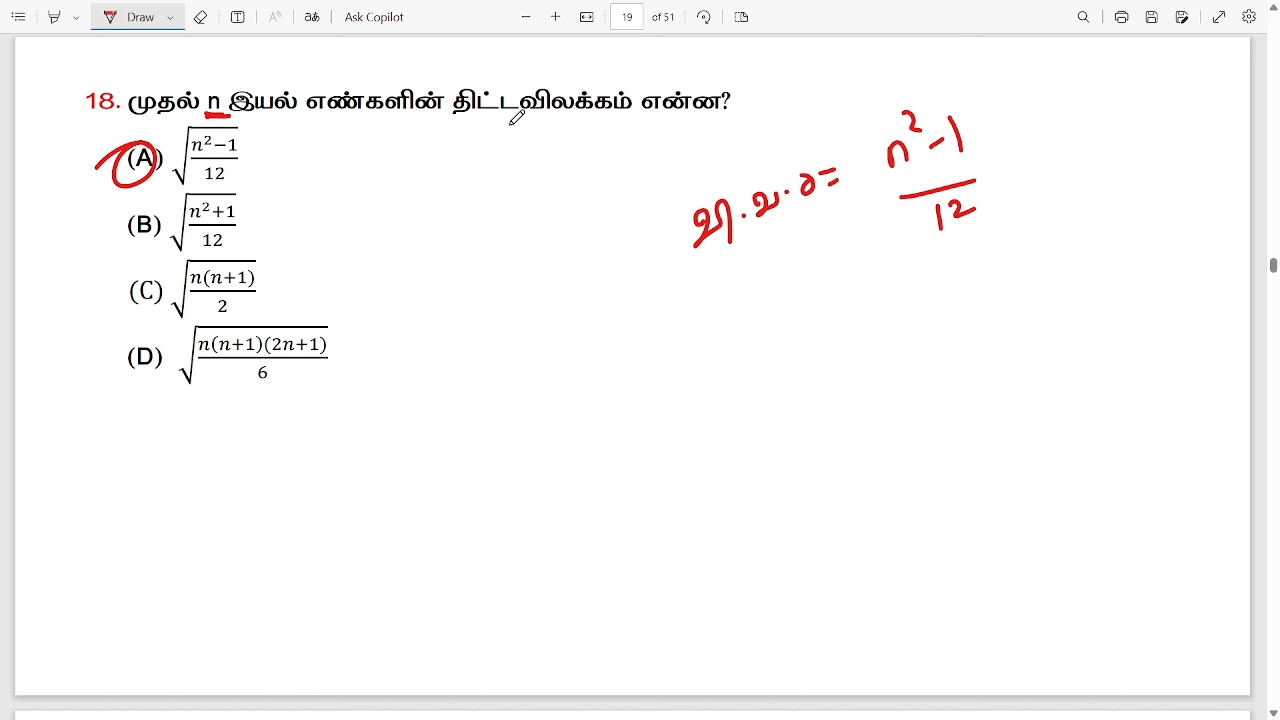 Draw
Ask Copilot
19 of 51
18. முதல் n இயல் எண்களின் திட்டவிலக்கம் என்ன?
(A) √((n²−1)/12)
(B) √((n²+1)/12)
(C) √(n(n+1)/2)
(D) √(n(n+1)(2n+1)/6)
வி.வ.ச = (n²-1)/12